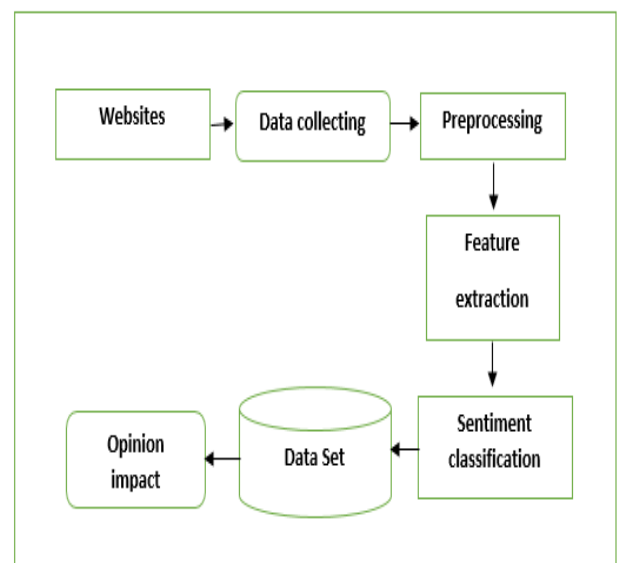 Websites
Data collecting
Preprocessing
Feature
extraction
Sentiment
classification
Data Set
Opinion
impact